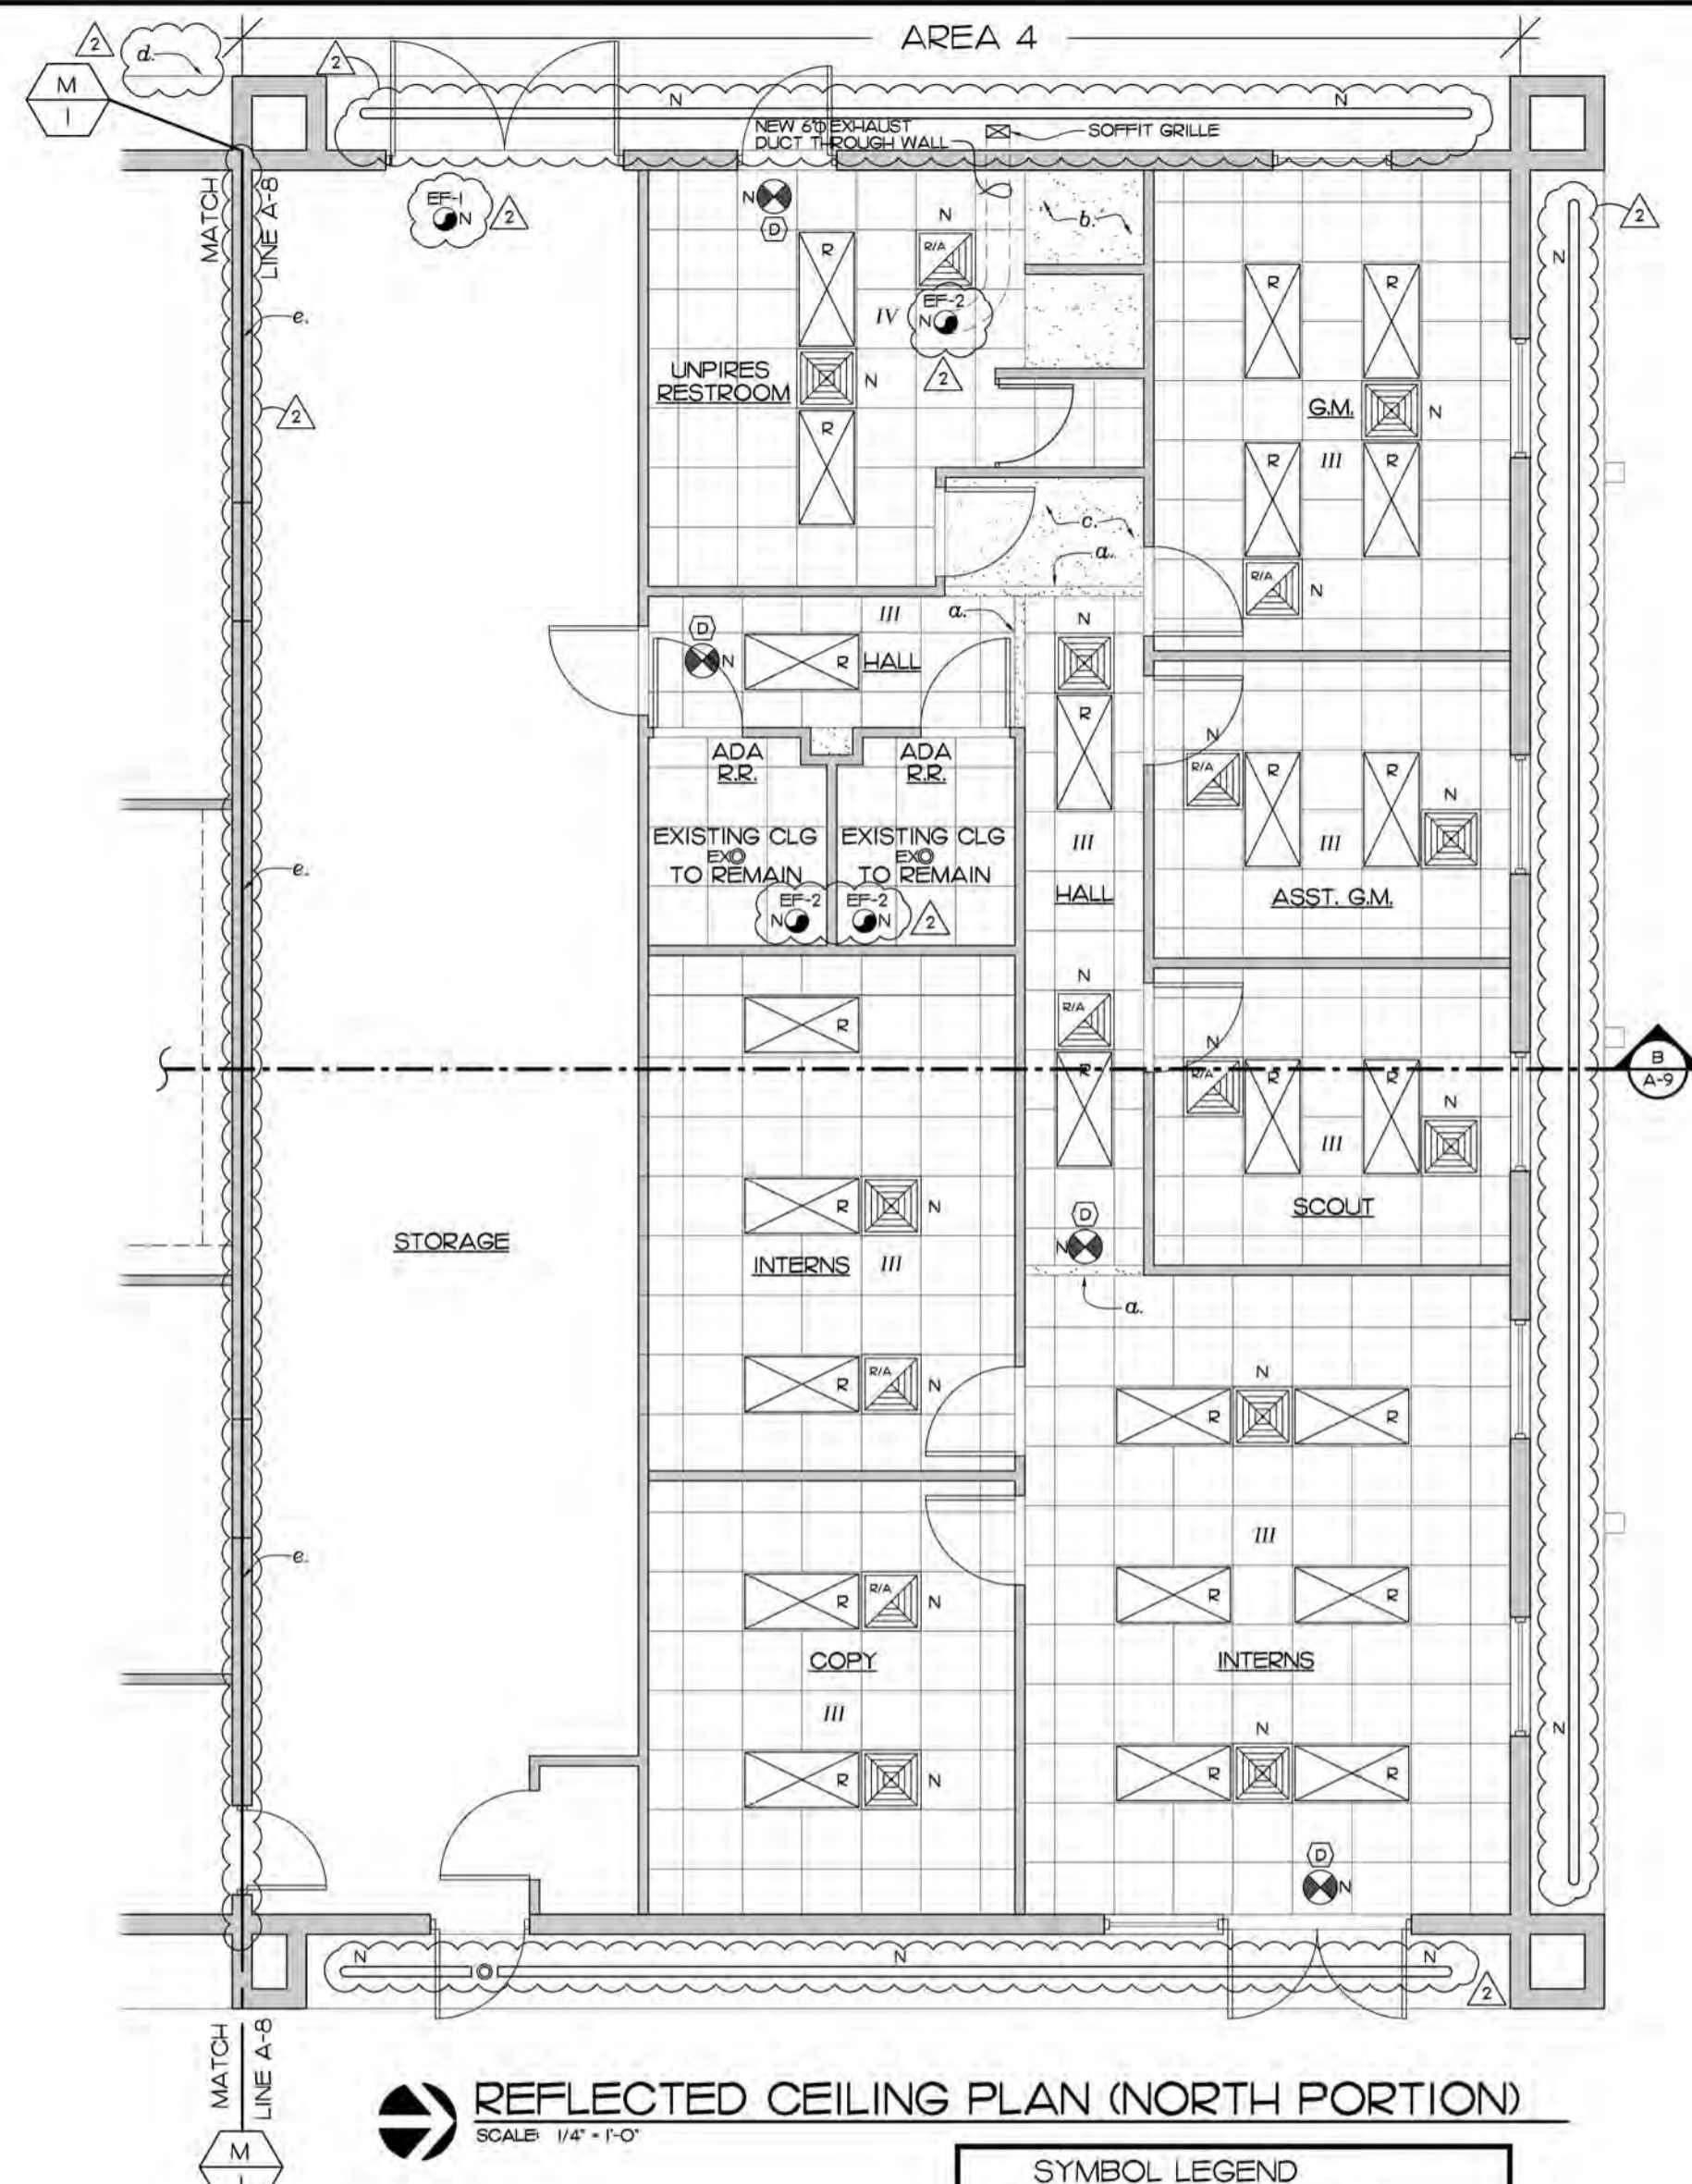 AREA 4
2
d.
M
I
2
N
N
NEW 6"Φ EXHAUST
DUCT THROUGH WALL
SOFFIT GRILLE
MATCH
LINE A-8
EF-1
N
2
N
D
N
R/A
b.
2
N
R
R
R
e.
IV
EF-2
N
2
UNPIRES
RESTROOM
N
R
G.M.
N
2
R
III
R
c.
a.
R/A
N
III
a.
N
D
N
R
HALL
R
N
ADA
R.R.
ADA
R.R.
R/A
R
R
N
EXISTING CLG
EXO
TO REMAIN
EXISTING CLG
EXO
TO REMAIN
III
III
e.
HALL
ASST. G.M.
EF-2
N
EF-2
N
2
N
R
R/A
N
R
R/A
R
R
B
A-9
N
III
SCOUT
R
N
D
N
STORAGE
INTERNS
III
a.
R
R/A
N
N
R
R
III
e.
R
R/A
N
R
R
COPY
INTERNS
III
N
N
R
N
R
R
D
N
N
N
N
2
MATCH
LINE A-8
M
REFLECTED CEILING PLAN (NORTH PORTION)
SCALE: 1/4" = 1'-0"
SYMBOL LEGEND